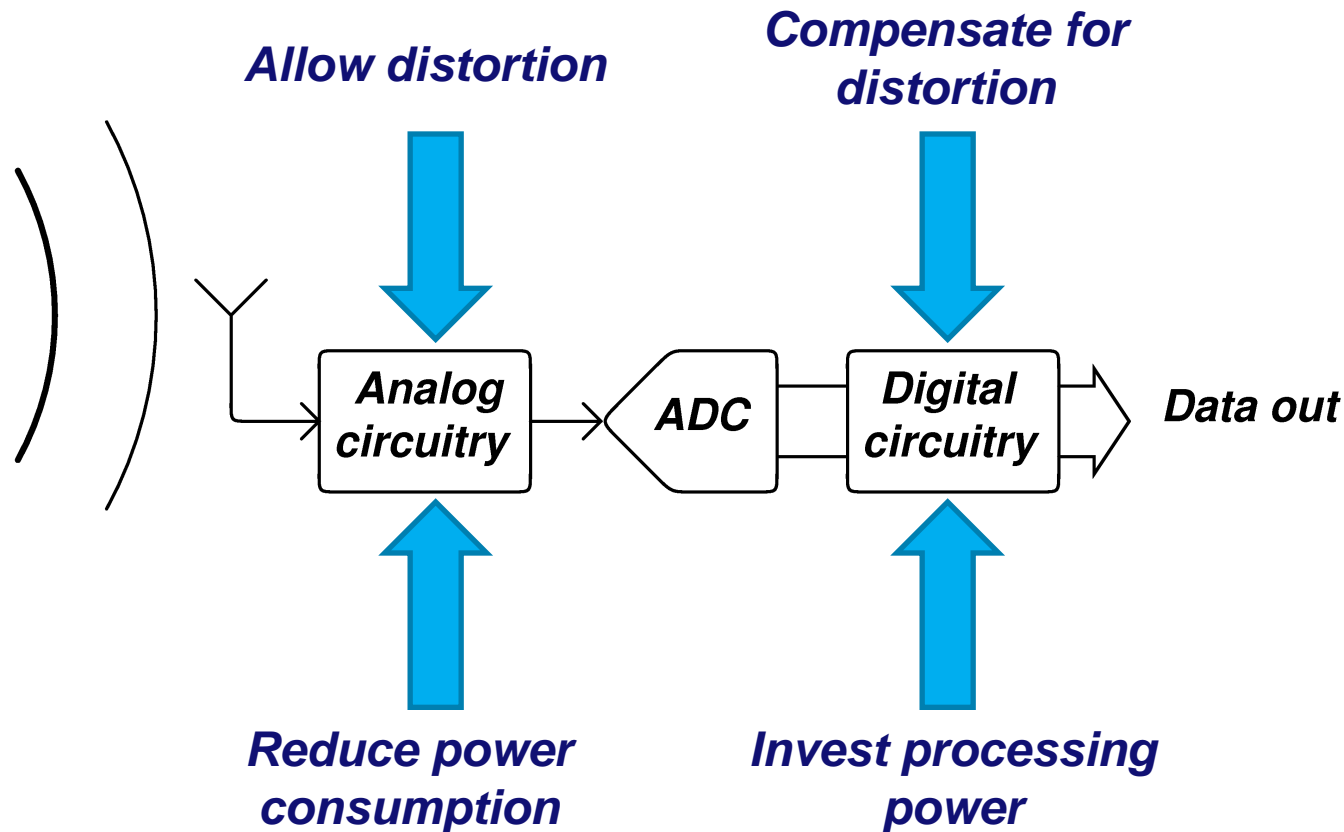 Allow distortion
Compensate for
distortion
Analog
circuitry
ADC
Digital
circuitry
Data out
Reduce power
consumption
Invest processing
power